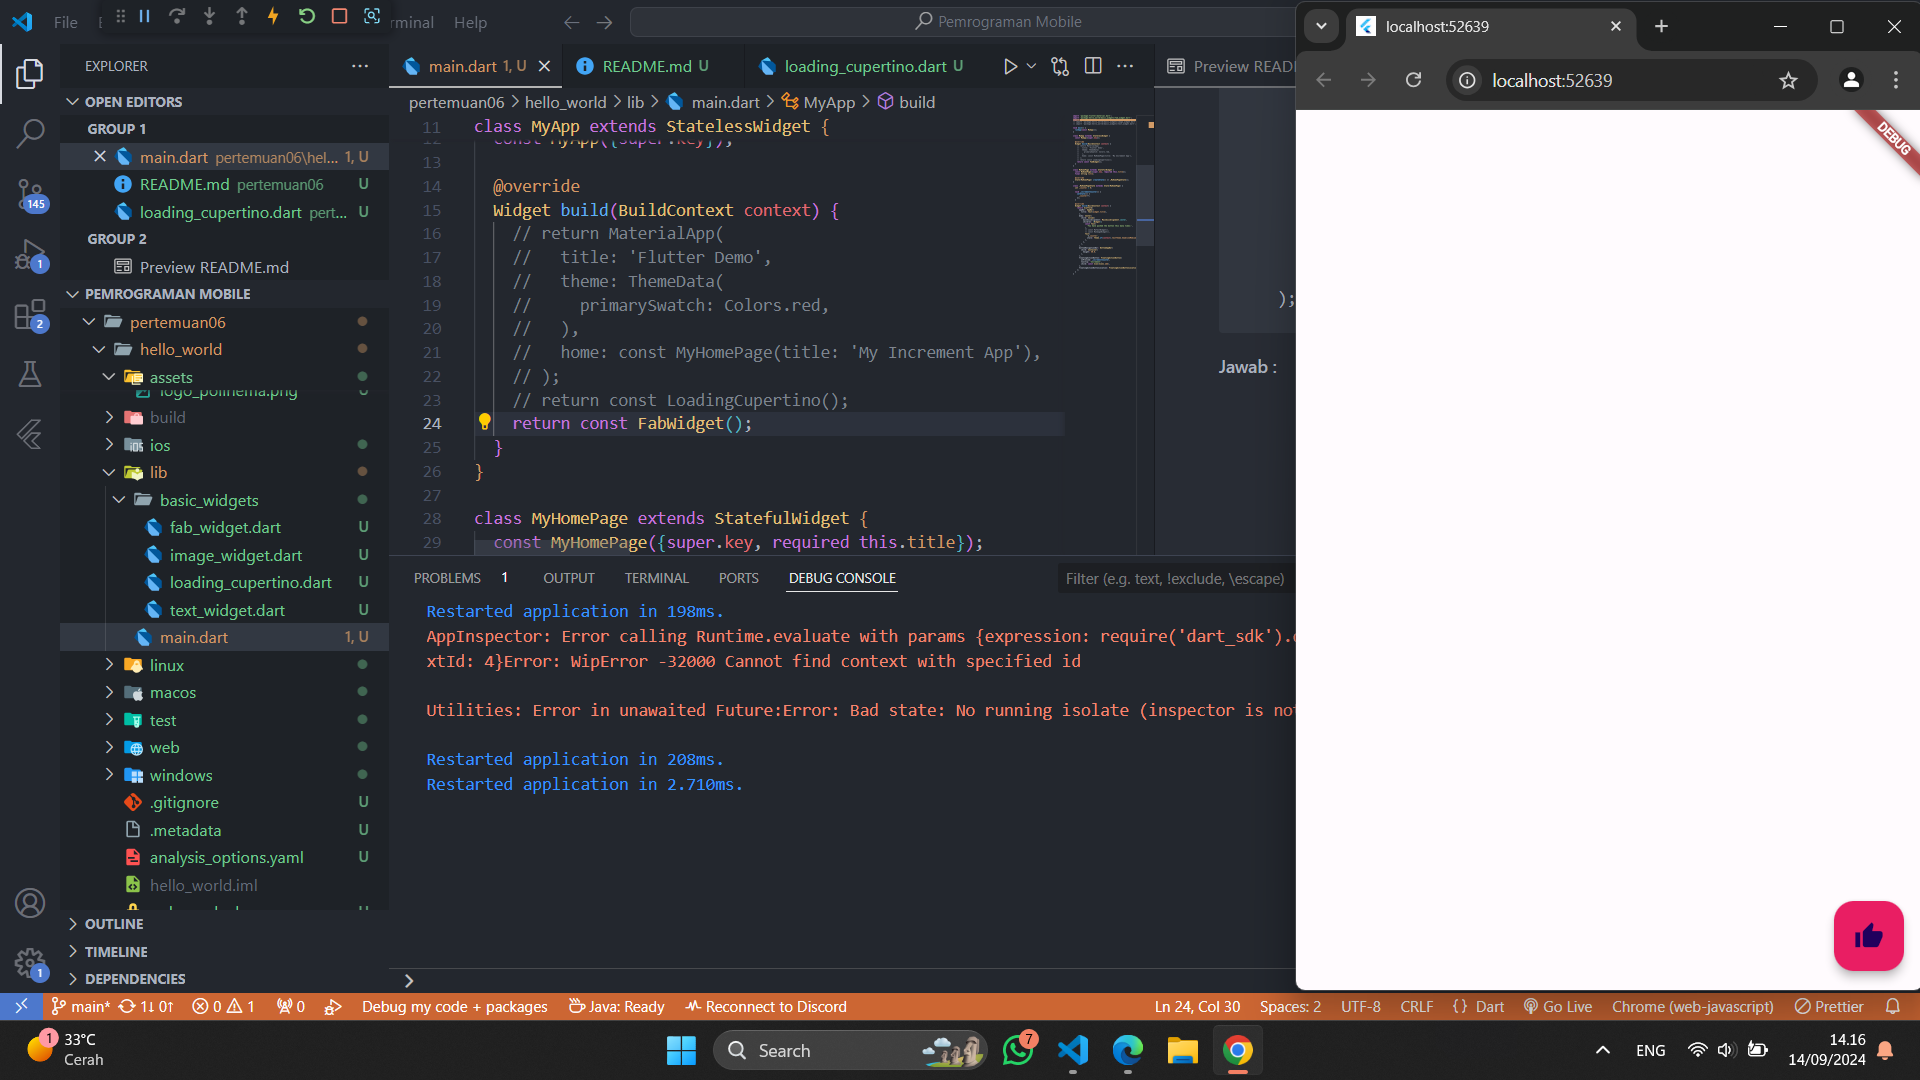 File
rminal
Help
Pemrograman Mobile
EXPLORER
OPEN EDITORS
GROUP 1
main.dart pertemuan06\hel... 1, U
README.md pertemuan06 U
loading_cupertino.dart pert... U
GROUP 2
Preview README.md
PEMROGRAMAN MOBILE
pertemuan06
hello_world
assets
logo_polinema.png U
build
ios
lib
basic_widgets
fab_widget.dart U
image_widget.dart U
loading_cupertino.dart U
text_widget.dart U
main.dart 1, U
linux
macos
test
web
windows
.gitignore U
.metadata U
analysis_options.yaml U
hello_world.iml
OUTLINE
TIMELINE
DEPENDENCIES
145
1
2
1
main.dart 1, U
README.md U
loading_cupertino.dart U
Preview READ
pertemuan06 > hello_world > lib > main.dart > MyApp > build
11 class MyApp extends StatelessWidget {
12 const MyApp({super.key});
13
14 @override
15 Widget build(BuildContext context) {
16 // return MaterialApp(
17 // title: 'Flutter Demo',
18 // theme: ThemeData(
19 // primarySwatch: Colors.red,
20 // ),
21 // home: const MyHomePage(title: 'My Increment App'),
22 // );
23 // return const LoadingCupertino();
24 return const FabWidget();
25 }
26 }
27
28 class MyHomePage extends StatefulWidget {
29 const MyHomePage({super.key, required this.title});
);
Jawab :
PROBLEMS 1 OUTPUT TERMINAL PORTS DEBUG CONSOLE
Filter (e.g. text, !exclude, \escape)
Restarted application in 198ms.
AppInspector: Error calling Runtime.evaluate with params {expression: require('dart_sdk').
xtId: 4}Error: WipError -32000 Cannot find context with specified id
Utilities: Error in unawaited Future:Error: Bad state: No running isolate (inspector is not
Restarted application in 208ms.
Restarted application in 2.710ms.
localhost:52639
localhost:52639
DEBUG
main* 1↓ 0↑ 0 1 0 Debug my code + packages Java: Ready Reconnect to Discord
Ln 24, Col 30 Spaces: 2 UTF-8 CRLF {} Dart Go Live Chrome (web-javascript) Prettier
1
33°C
Cerah
Search
7
ENG
14.16
14/09/2024